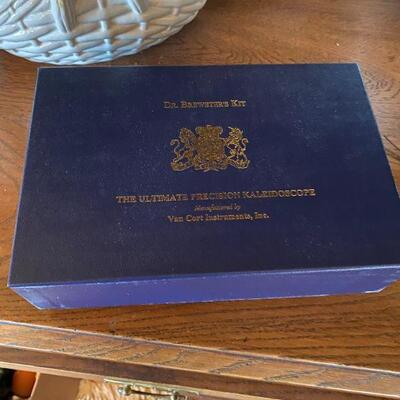 Dr. Brewster's Kit
THE ULTIMATE PRECISION KALEIDOSCOPE
Manufactured by
Van Cort Instruments, Inc.